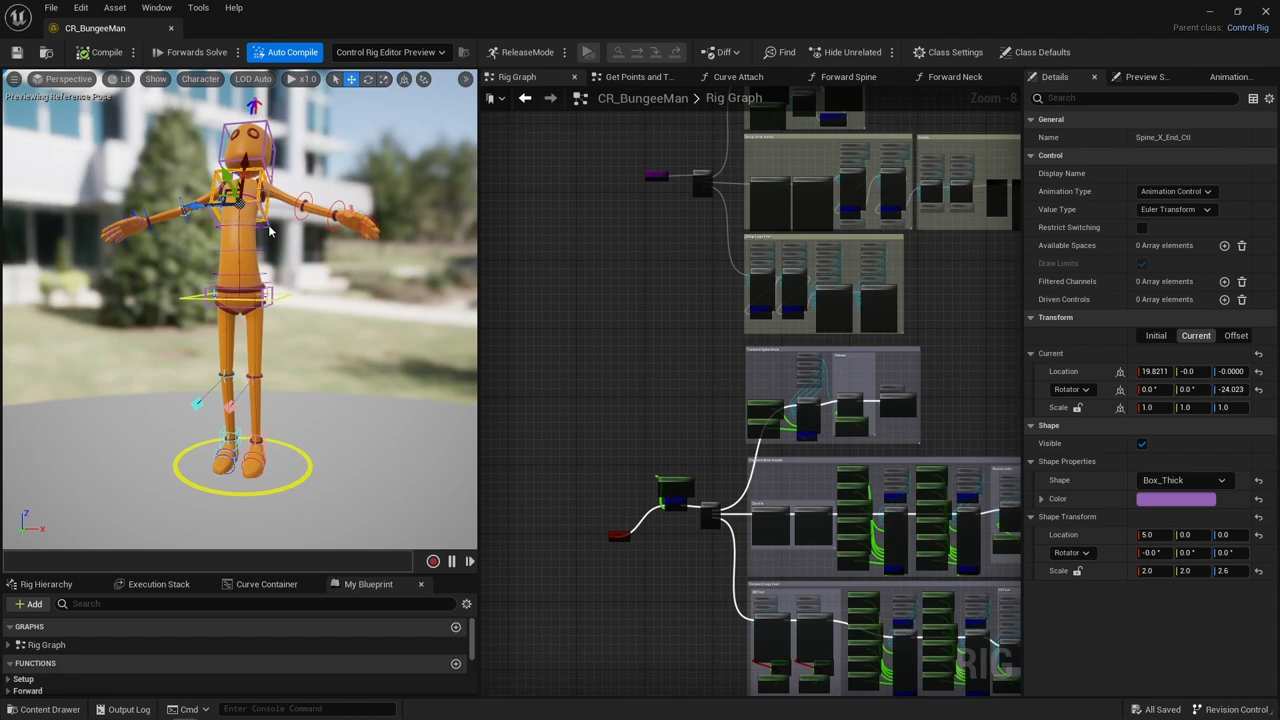 File Edit Asset Window Tools Help
CR_BungeeMan
Parent class: Control Rig
Compile Forwards Solve Auto Compile Control Rig Editor Preview ReleaseMode Diff Find Hide Unrelated Class Settings Class Defaults
Perspective Lit Show Character LOD Auto x1.0
Previewing Reference Pose
Z
X
Rig Graph Get Points and T... Curve Attach Forward Spine Forward Neck
CR_BungeeMan > Rig Graph Zoom -8
RIG
Details Preview S... Animation...
Search
General
Name Spine_X_End_Ctl
Control
Display Name
Animation Type Animation Control
Value Type Euler Transform
Restrict Switching
Available Spaces 0 Array elements
Draw Limits
Filtered Channels 0 Array elements
Driven Controls 0 Array elements
Transform
Initial Current Offset
Current
Location 19.8211 -0.0 -0.0000
Rotator 0.0 ° 0.0 ° -24.023
Scale 1.0 1.0 1.0
Shape
Visible
Shape Properties
Shape Box_Thick
Color
Shape Transform
Location 5.0 0.0 0.0
Rotator -0.0 ° 0.0 ° 0.0 °
Scale 2.0 2.0 2.6
Rig Hierarchy Execution Stack Curve Container My Blueprint
Add Search
GRAPHS
Rig Graph
FUNCTIONS
Setup
Forward
Content Drawer Output Log Cmd Enter Console Command All Saved Revision Control